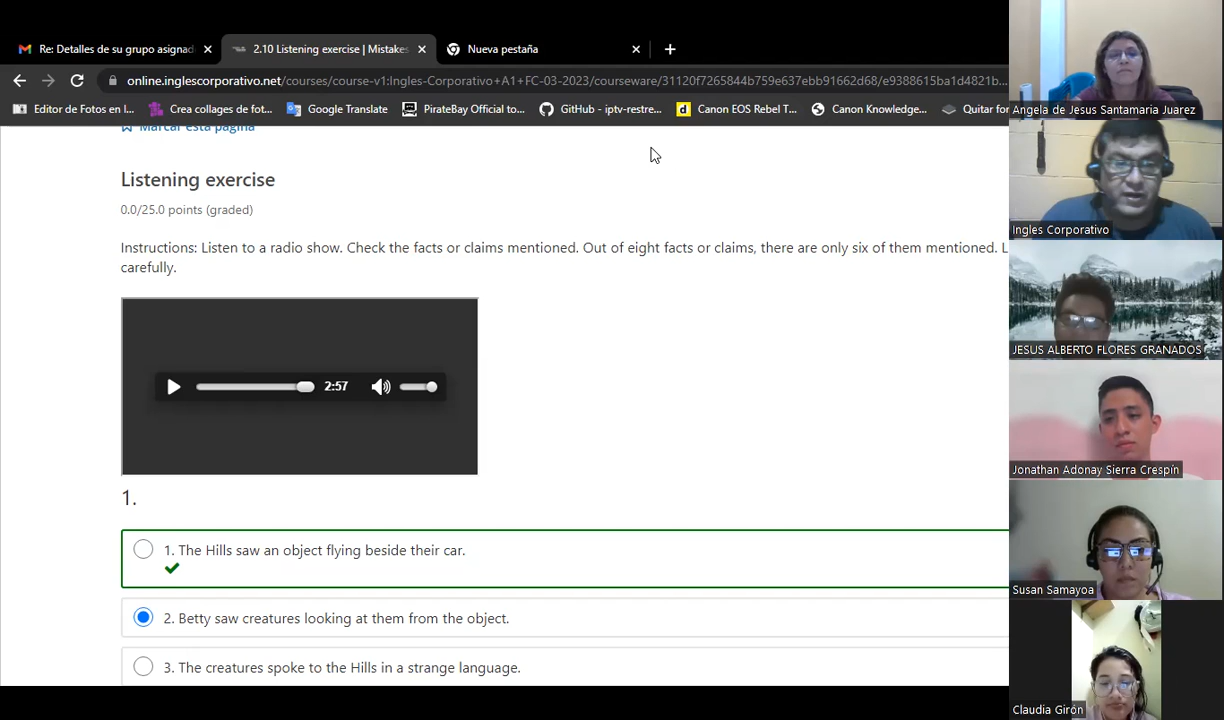 Re: Detalles de su grupo asignad
2.10 Listening exercise | Mistakes
Nueva pestaña
online.inglescorporativo.net/courses/course-v1:Ingles-Corporativo+A1+FC-03-2023/courseware/31120f7265844b759e637ebb91662d68/e9388615ba1d4821b...
Editor de Fotos en l...
Crea collages de fot...
Google Translate
PirateBay Official to...
GitHub - iptv-restre...
Canon EOS Rebel T...
Canon Knowledge...
Quitar for
Marcar esta página
Listening exercise
0.0/25.0 points (graded)
Instructions: Listen to a radio show. Check the facts or claims mentioned. Out of eight facts or claims, there are only six of them mentioned. L
carefully.
2:57
1.
1. The Hills saw an object flying beside their car.
2. Betty saw creatures looking at them from the object.
3. The creatures spoke to the Hills in a strange language.
Angela de Jesus Santamaria Juarez
Ingles Corporativo
JESUS ALBERTO FLORES GRANADOS
Jonathan Adonay Sierra Crespín
Susan Samayoa
Claudia Girón